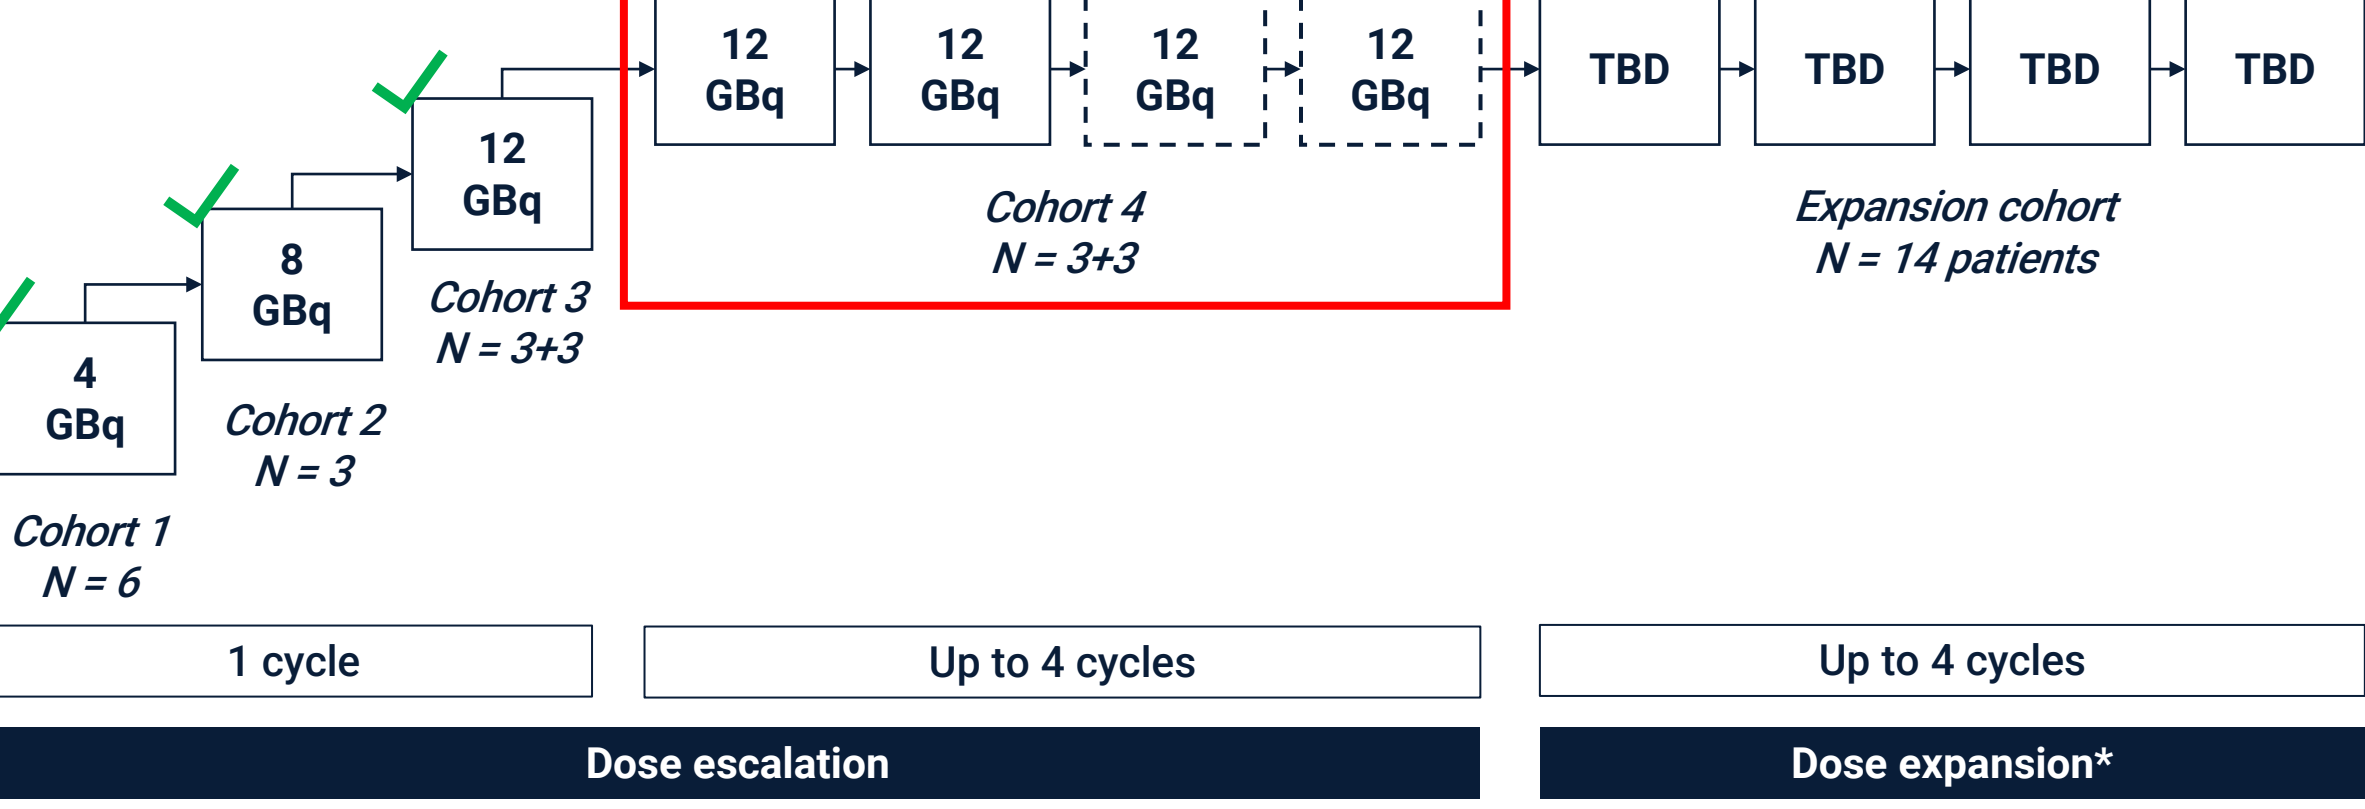 12
GBq
12
GBq
12
GBq
12
GBq
TBD
TBD
TBD
TBD
12
GBq
8
GBq
4
GBq
Cohort 4
N = 3+3
Expansion cohort
N = 14 patients
Cohort 3
N = 3+3
Cohort 2
N = 3
Cohort 1
N = 6
1 cycle
Up to 4 cycles
Up to 4 cycles
Dose escalation
Dose expansion*